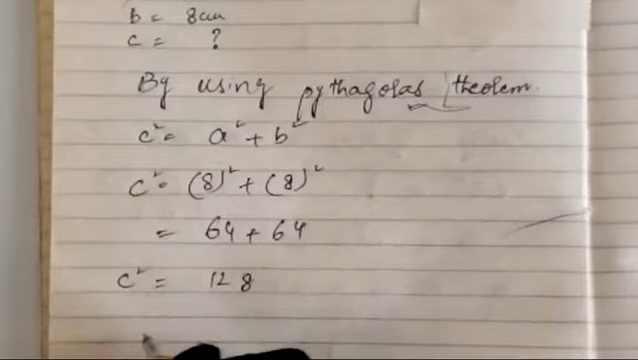 b = 8cm
c = ?
By using pythagolas theolem.
c² = a² + b²
c² = (8)² + (8)²
= 64 + 64
c² = 128